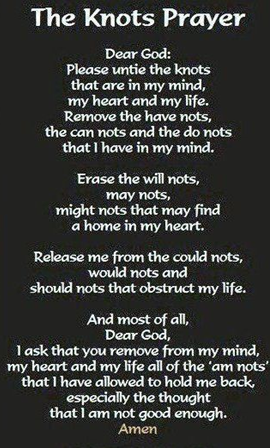 The Knots Prayer
Dear God:
Please untie the knots
that are in my mind,
my heart and my life.
Remove the have nots,
the can nots and the do nots
that I have in my mind.
Erase the will nots,
may nots,
might nots that may find
a home in my heart.
Release me from the could nots,
would nots and
should nots that obstruct my life.
And most of all,
Dear God,
I ask that you remove from my mind,
my heart and my life all of the 'am nots'
that I have allowed to hold me back,
especially the thought
that I am not good enough.
Amen